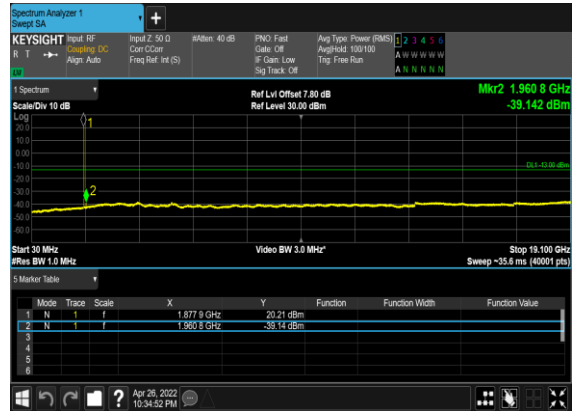 Spectrum Analyzer 1
Swept SA
+
KEYSIGHT
R T
Input: RF
Coupling: DC
Align: Auto
Input Z: 50 Ω
Corr CCorr
Freq Ref: Int (S)
#Atten: 40 dB
PNO: Fast
Gate: Off
IF Gain: Low
Sig Track: Off
Avg Type: Power (RMS)
Avg|Hold: 100/100
Trig: Free Run
1 2 3 4 5 6
A W W W W W
A N N N N N
1 Spectrum
Scale/Div 10 dB
Ref Lvl Offset 7.80 dB
Ref Level 30.00 dBm
Mkr2 1.960 8 GHz
-39.142 dBm
Log
20.0
10.0
0.00
-10.0
-20.0
-30.0
-40.0
-50.0
-60.0
1
2
DL1 -13.00 dBm
Start 30 MHz
#Res BW 1.0 MHz
Video BW 3.0 MHz*
Stop 19.100 GHz
Sweep ~35.6 ms (40001 pts)
5 Marker Table
Mode Trace Scale X Y Function Function Width Function Value
1 N 1 f 1.877 9 GHz 20.21 dBm
2 N 1 f 1.960 8 GHz -39.14 dBm
3
4
5
6
?
Apr 26, 2022
10:34:52 PM